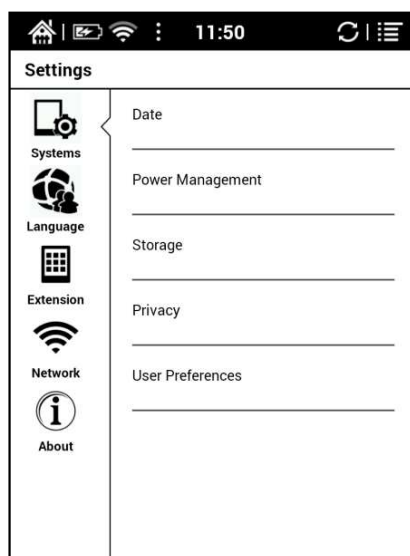 11:50
Settings
Systems
Language
Extension
Network
About
Date
Power Management
Storage
Privacy
User Preferences